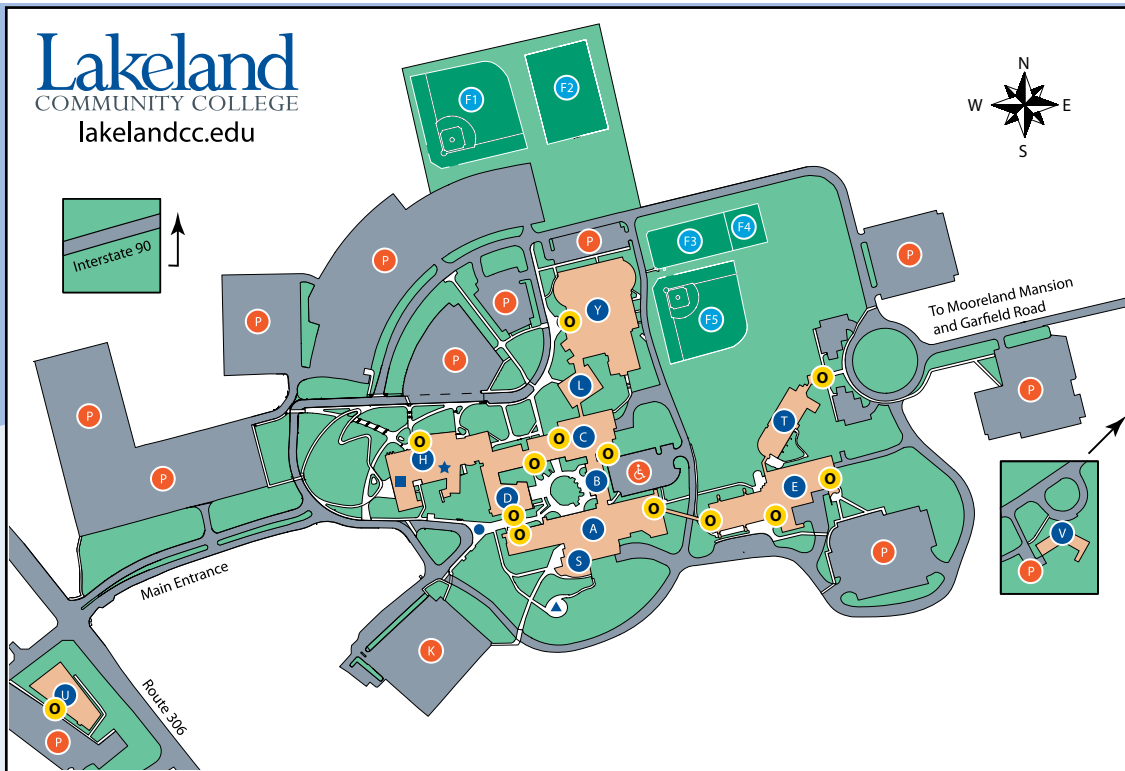 Lakeland
COMMUNITY COLLEGE
lakelandcc.edu
N
W E
S
F1
F2
F3
F4
F5
Interstate 90
P
P
P
P
P
P
Y
O
L
To Mooreland Mansion
and Garfield Road
P
O
P
P
P
O
H
O
C
O
O
T
B
D
O
O
A
S
O
O
E
O
O
P
V
P
Main Entrance
K
Route 306
U
O
P